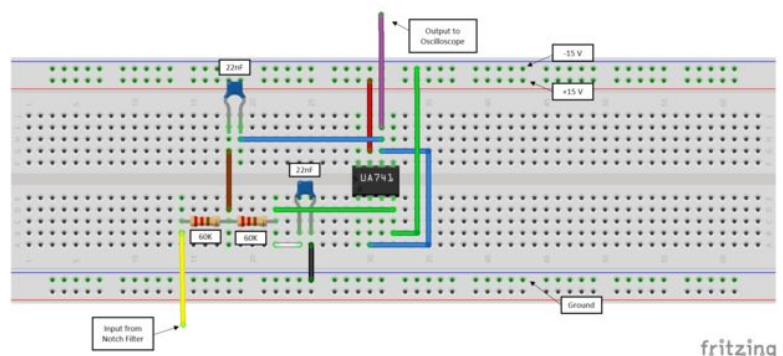 Output to
Oscilloscope
-15 V
+15 V
22nF
22nF
UA741
60K
60K
Ground
Input from
Notch Filter
fritzing